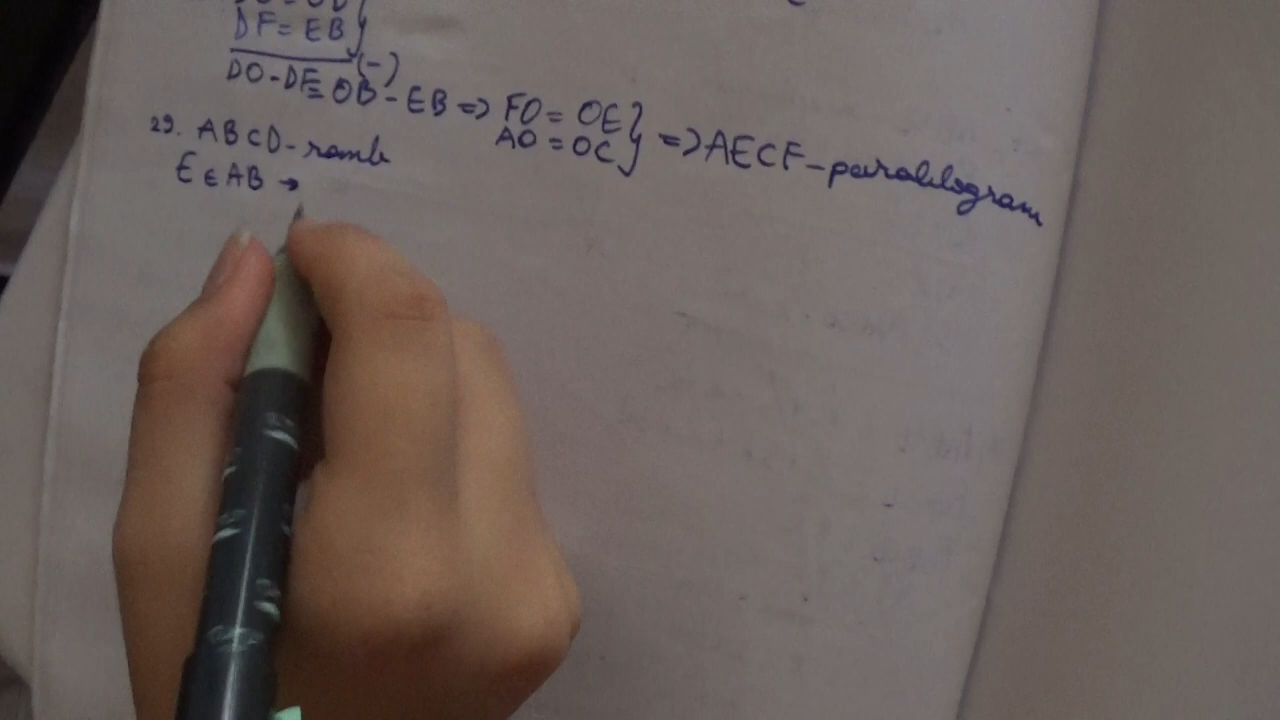 DF = EB}
(-)
DO - DF = OB - EB => FO = OE}
AO = OC} => AECF - paralelogram
29. ABCD - romb
E ∈ AB →